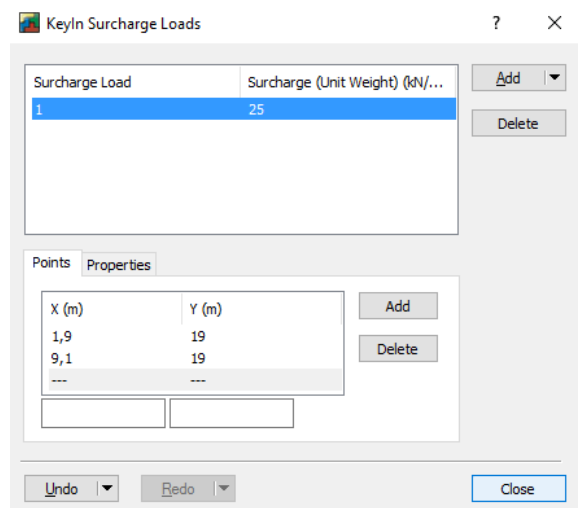 KeyIn Surcharge Loads
Surcharge Load Surcharge (Unit Weight) (kN/...
1 25
Add
Delete
Points Properties
X (m) Y (m)
1,9 19
9,1 19
--- ---
Add
Delete
Undo Redo Close